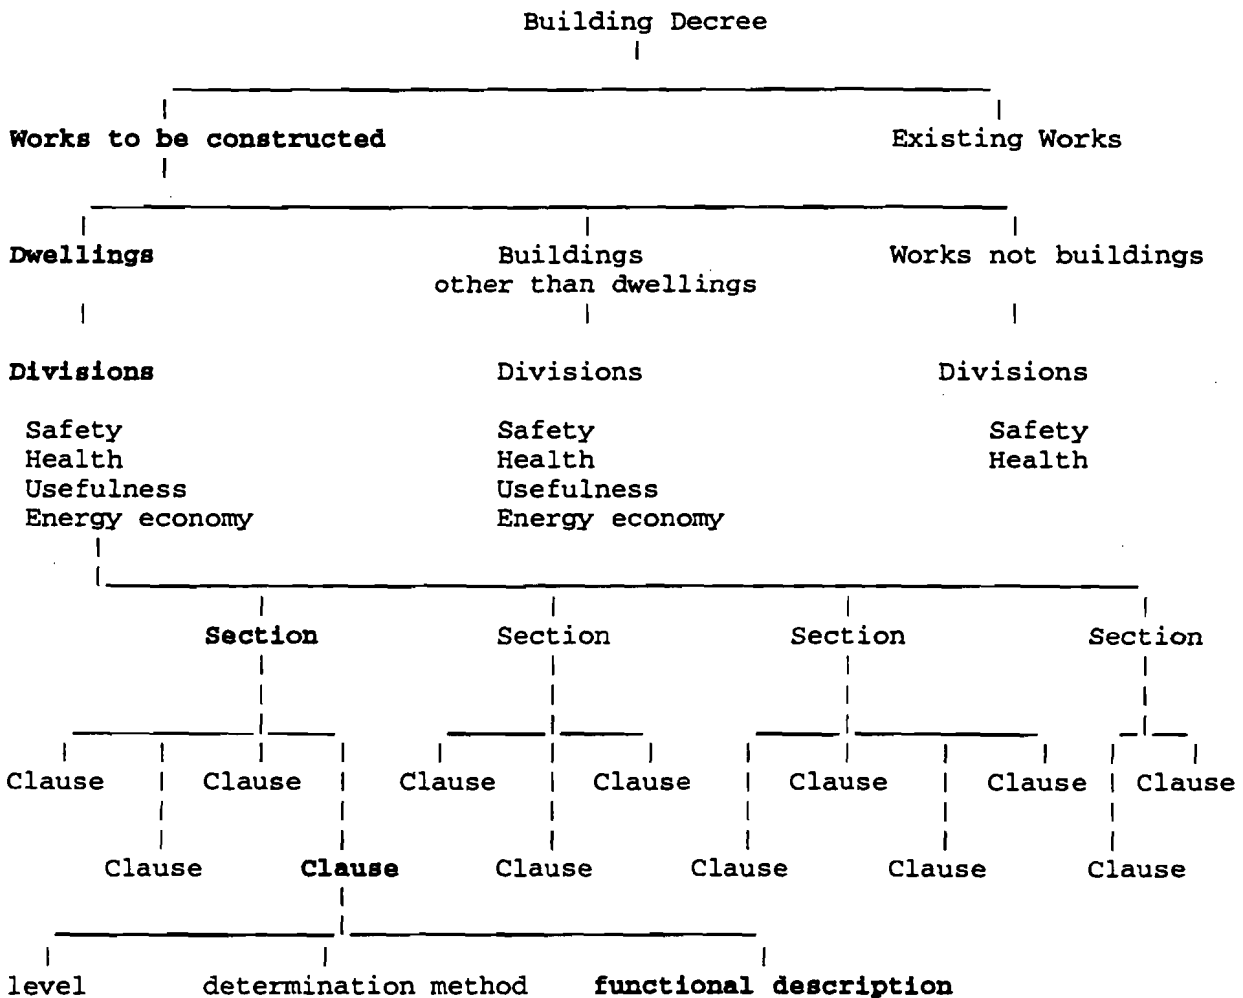 Building Decree
Works to be constructed Existing Works
Dwellings Buildings Works not buildings
other than dwellings
Divisions Divisions Divisions
Safety Safety Safety
Health Health Health
Usefulness Usefulness
Energy economy Energy economy
Section Section Section Section
Clause Clause Clause Clause Clause Clause Clause
Clause Clause Clause Clause Clause Clause
level determination method functional description